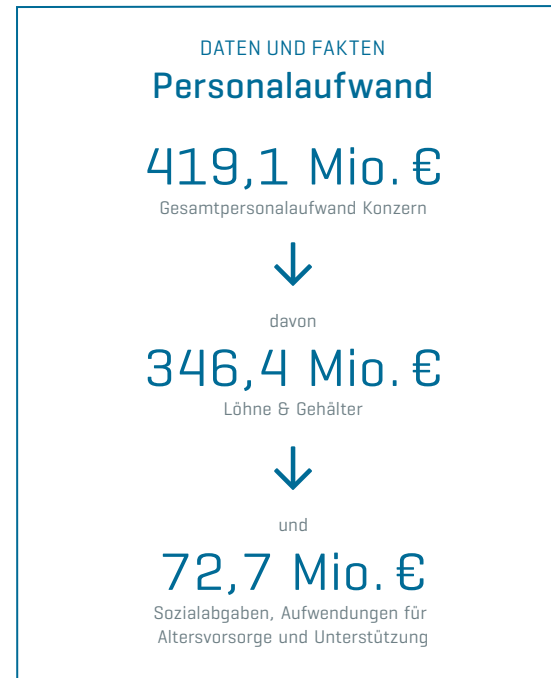 DATEN UND FAKTEN
Personalaufwand
419,1 Mio. €
Gesamtpersonalaufwand Konzern
davon
346,4 Mio. €
Löhne & Gehälter
und
72,7 Mio. €
Sozialabgaben, Aufwendungen für
Altersvorsorge und Unterstützung